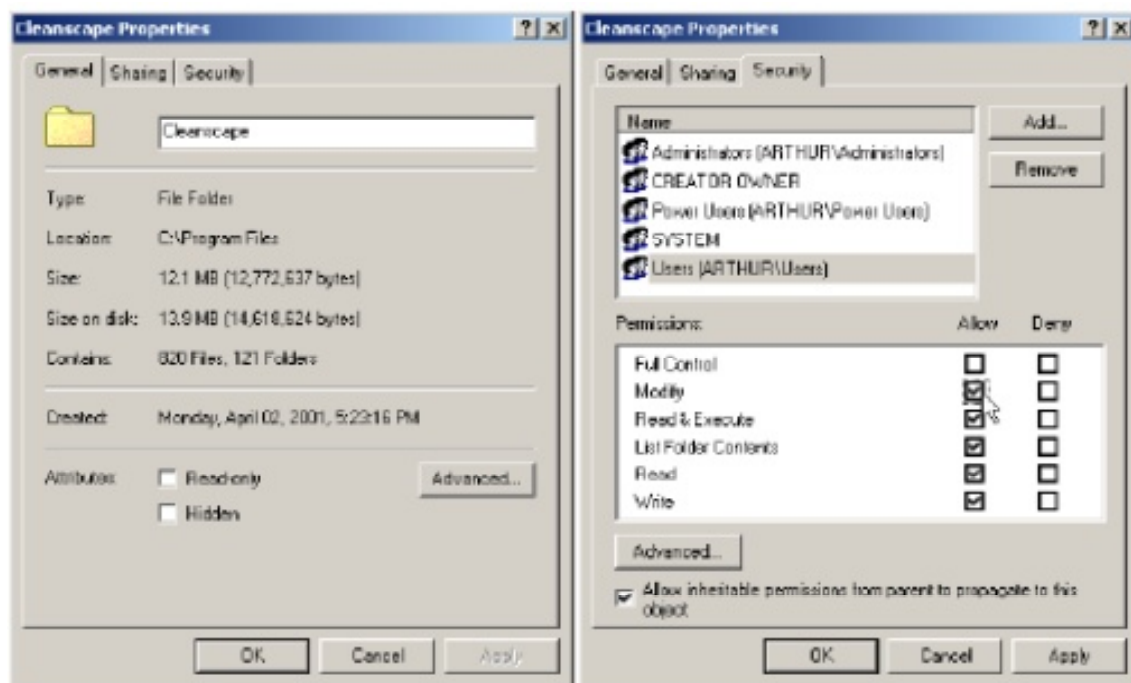 Cleanscape Properties
General Sharing Security
Cleanscape
Type: File Folder
Location: C:\Program Files
Size: 12.1 MB (12,772,637 bytes)
Size on disk: 13.9 MB (14,618,624 bytes)
Contains: 820 Files, 121 Folders
Created: Monday, April 02, 2001, 5:23:16 PM
Attributes: Read-only Advanced...
Hidden
OK Cancel Apply
Cleanscape Properties
General Sharing Security
Name Add...
Administrators (ARTHUR\Administrators) Remove
CREATOR OWNER
Power Users (ARTHUR\Power Users)
SYSTEM
Users (ARTHUR\Users)
Permissions: Allow Deny
Full Control
Modify
Read & Execute
List Folder Contents
Read
Write
Advanced...
Allow inheritable permissions from parent to propagate to this
object
OK Cancel Apply